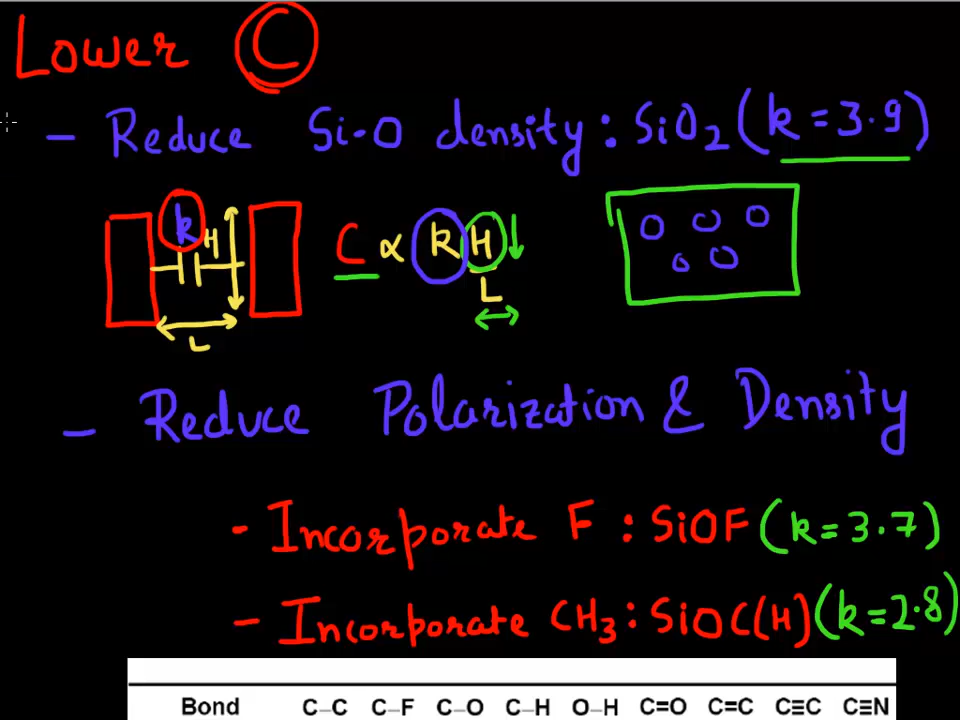 Lower C
- Reduce Si-O density: SiO2 (k = 3.9)
k H C ∝ k H
L L
- Reduce Polarization & Density
- Incorporate F : SiOF (k = 3.7)
- Incorporate CH3 : SiOC(H) (k = 2.8)
Bond C–C C–F C–O C–H O–H C=O C=C C≡C C≡N